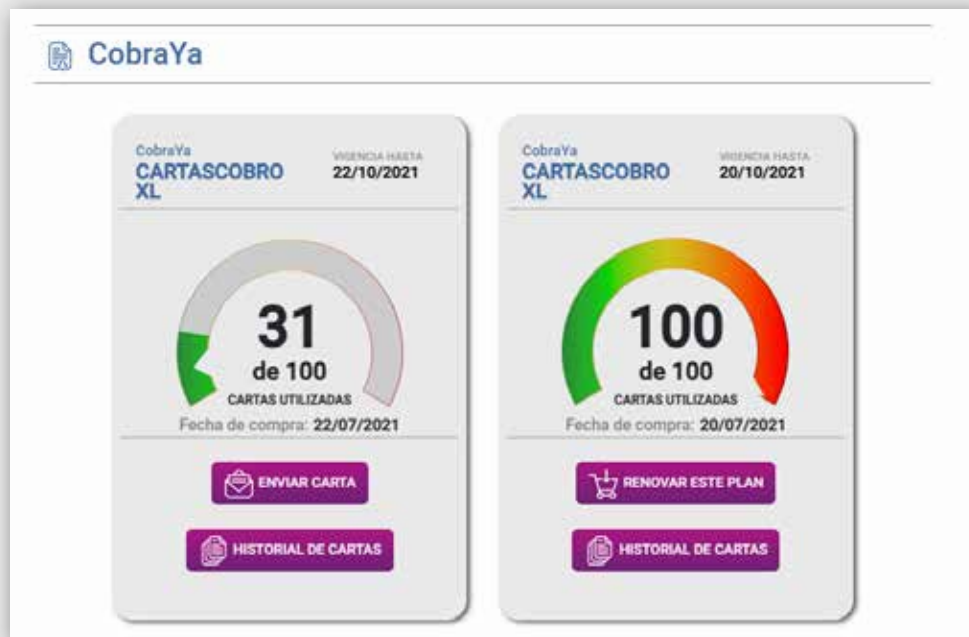 CobraYa
CobraYa
CARTASCOBRO
XL
VIGENCIA HASTA
22/10/2021
31
de 100
CARTAS UTILIZADAS
Fecha de compra: 22/07/2021
ENVIAR CARTA
HISTORIAL DE CARTAS
CobraYa
CARTASCOBRO
XL
VIGENCIA HASTA
20/10/2021
100
de 100
CARTAS UTILIZADAS
Fecha de compra: 20/07/2021
RENOVAR ESTE PLAN
HISTORIAL DE CARTAS